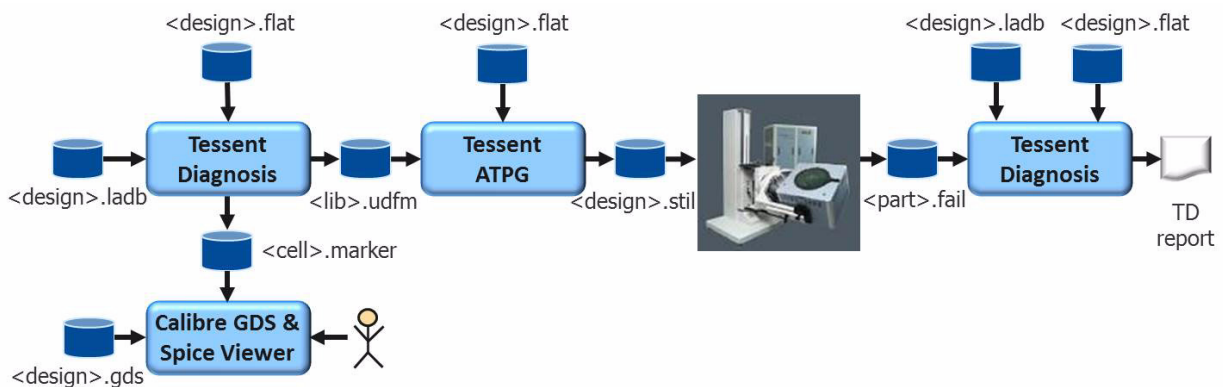 <design>.flat
<design>.flat
<design>.ladb
<design>.flat
Tessent
Diagnosis
Tessent
ATPG
Tessent
Diagnosis
<design>.ladb
<lib>.udfm
<design>.stil
<part>.fail
TD
report
<cell>.marker
Calibre GDS &
Spice Viewer
<design>.gds